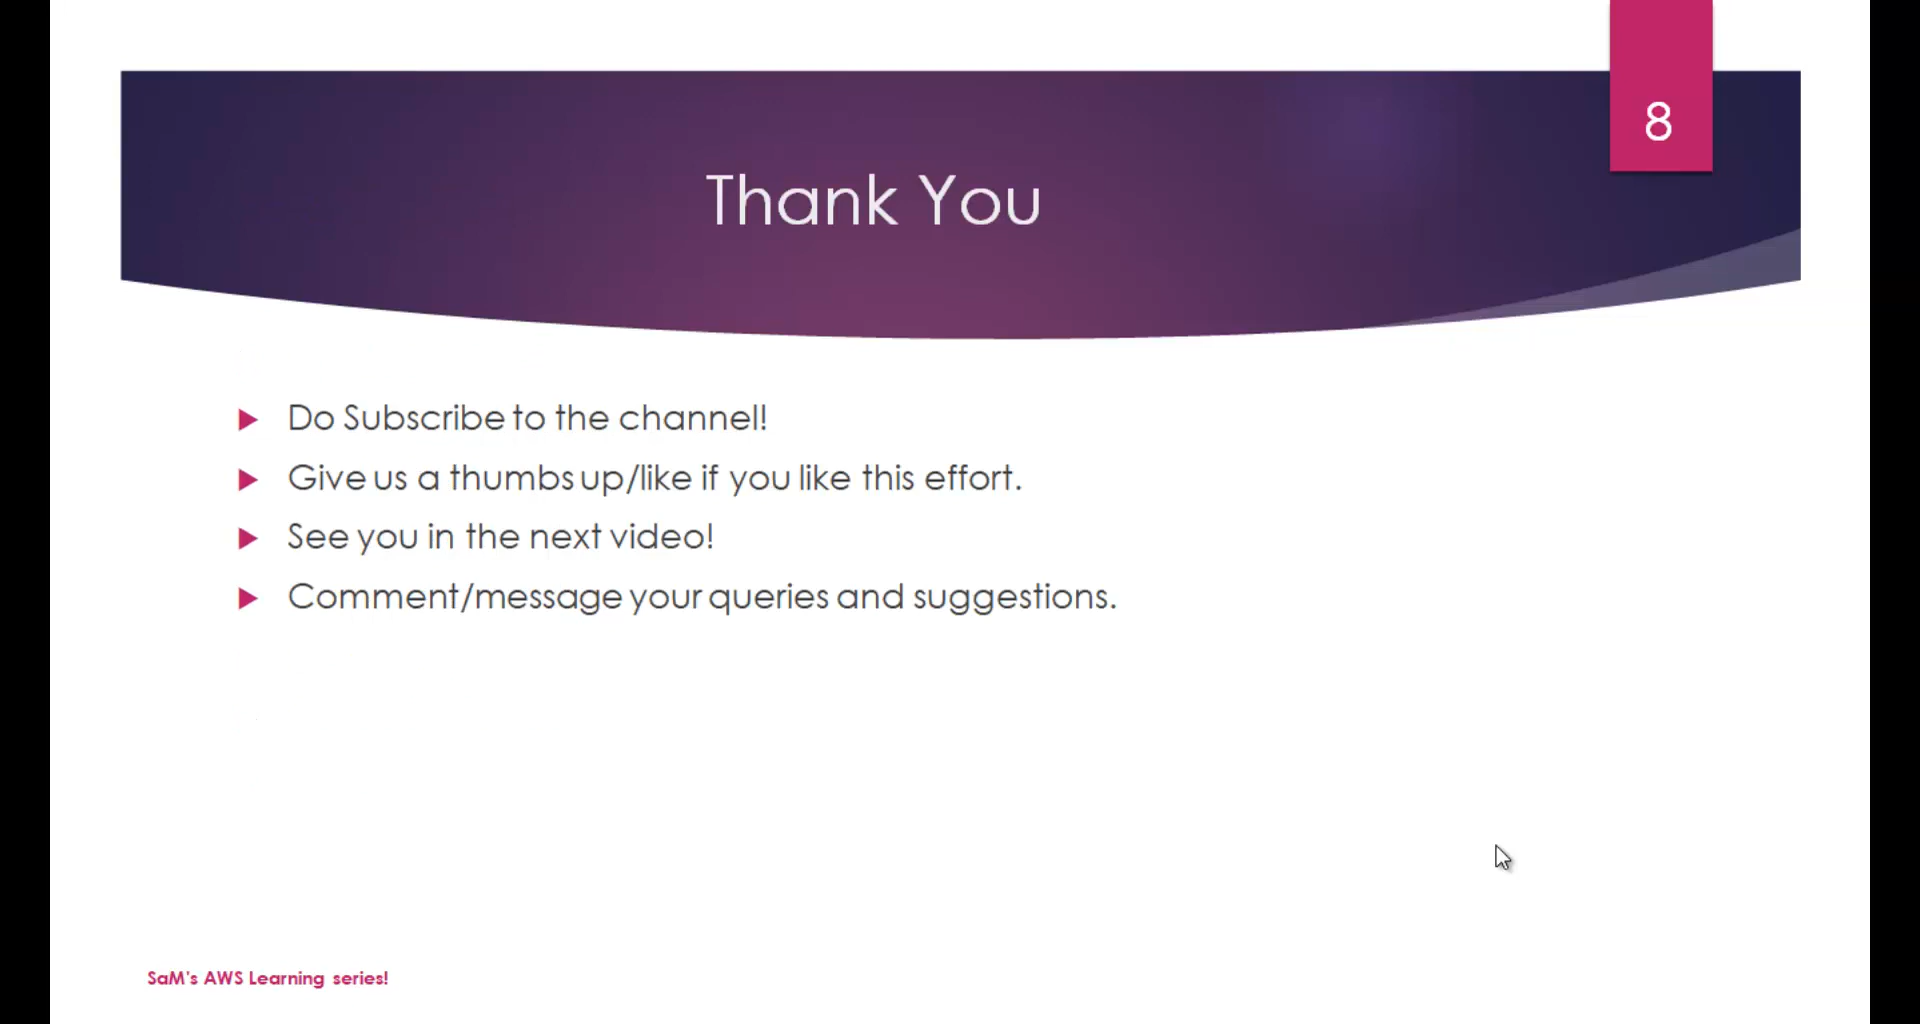 8
Thank You
Do Subscribe to the channel!
Give us a thumbs up/like if you like this effort.
See you in the next video!
Comment/message your queries and suggestions.
SaM's AWS Learning series!